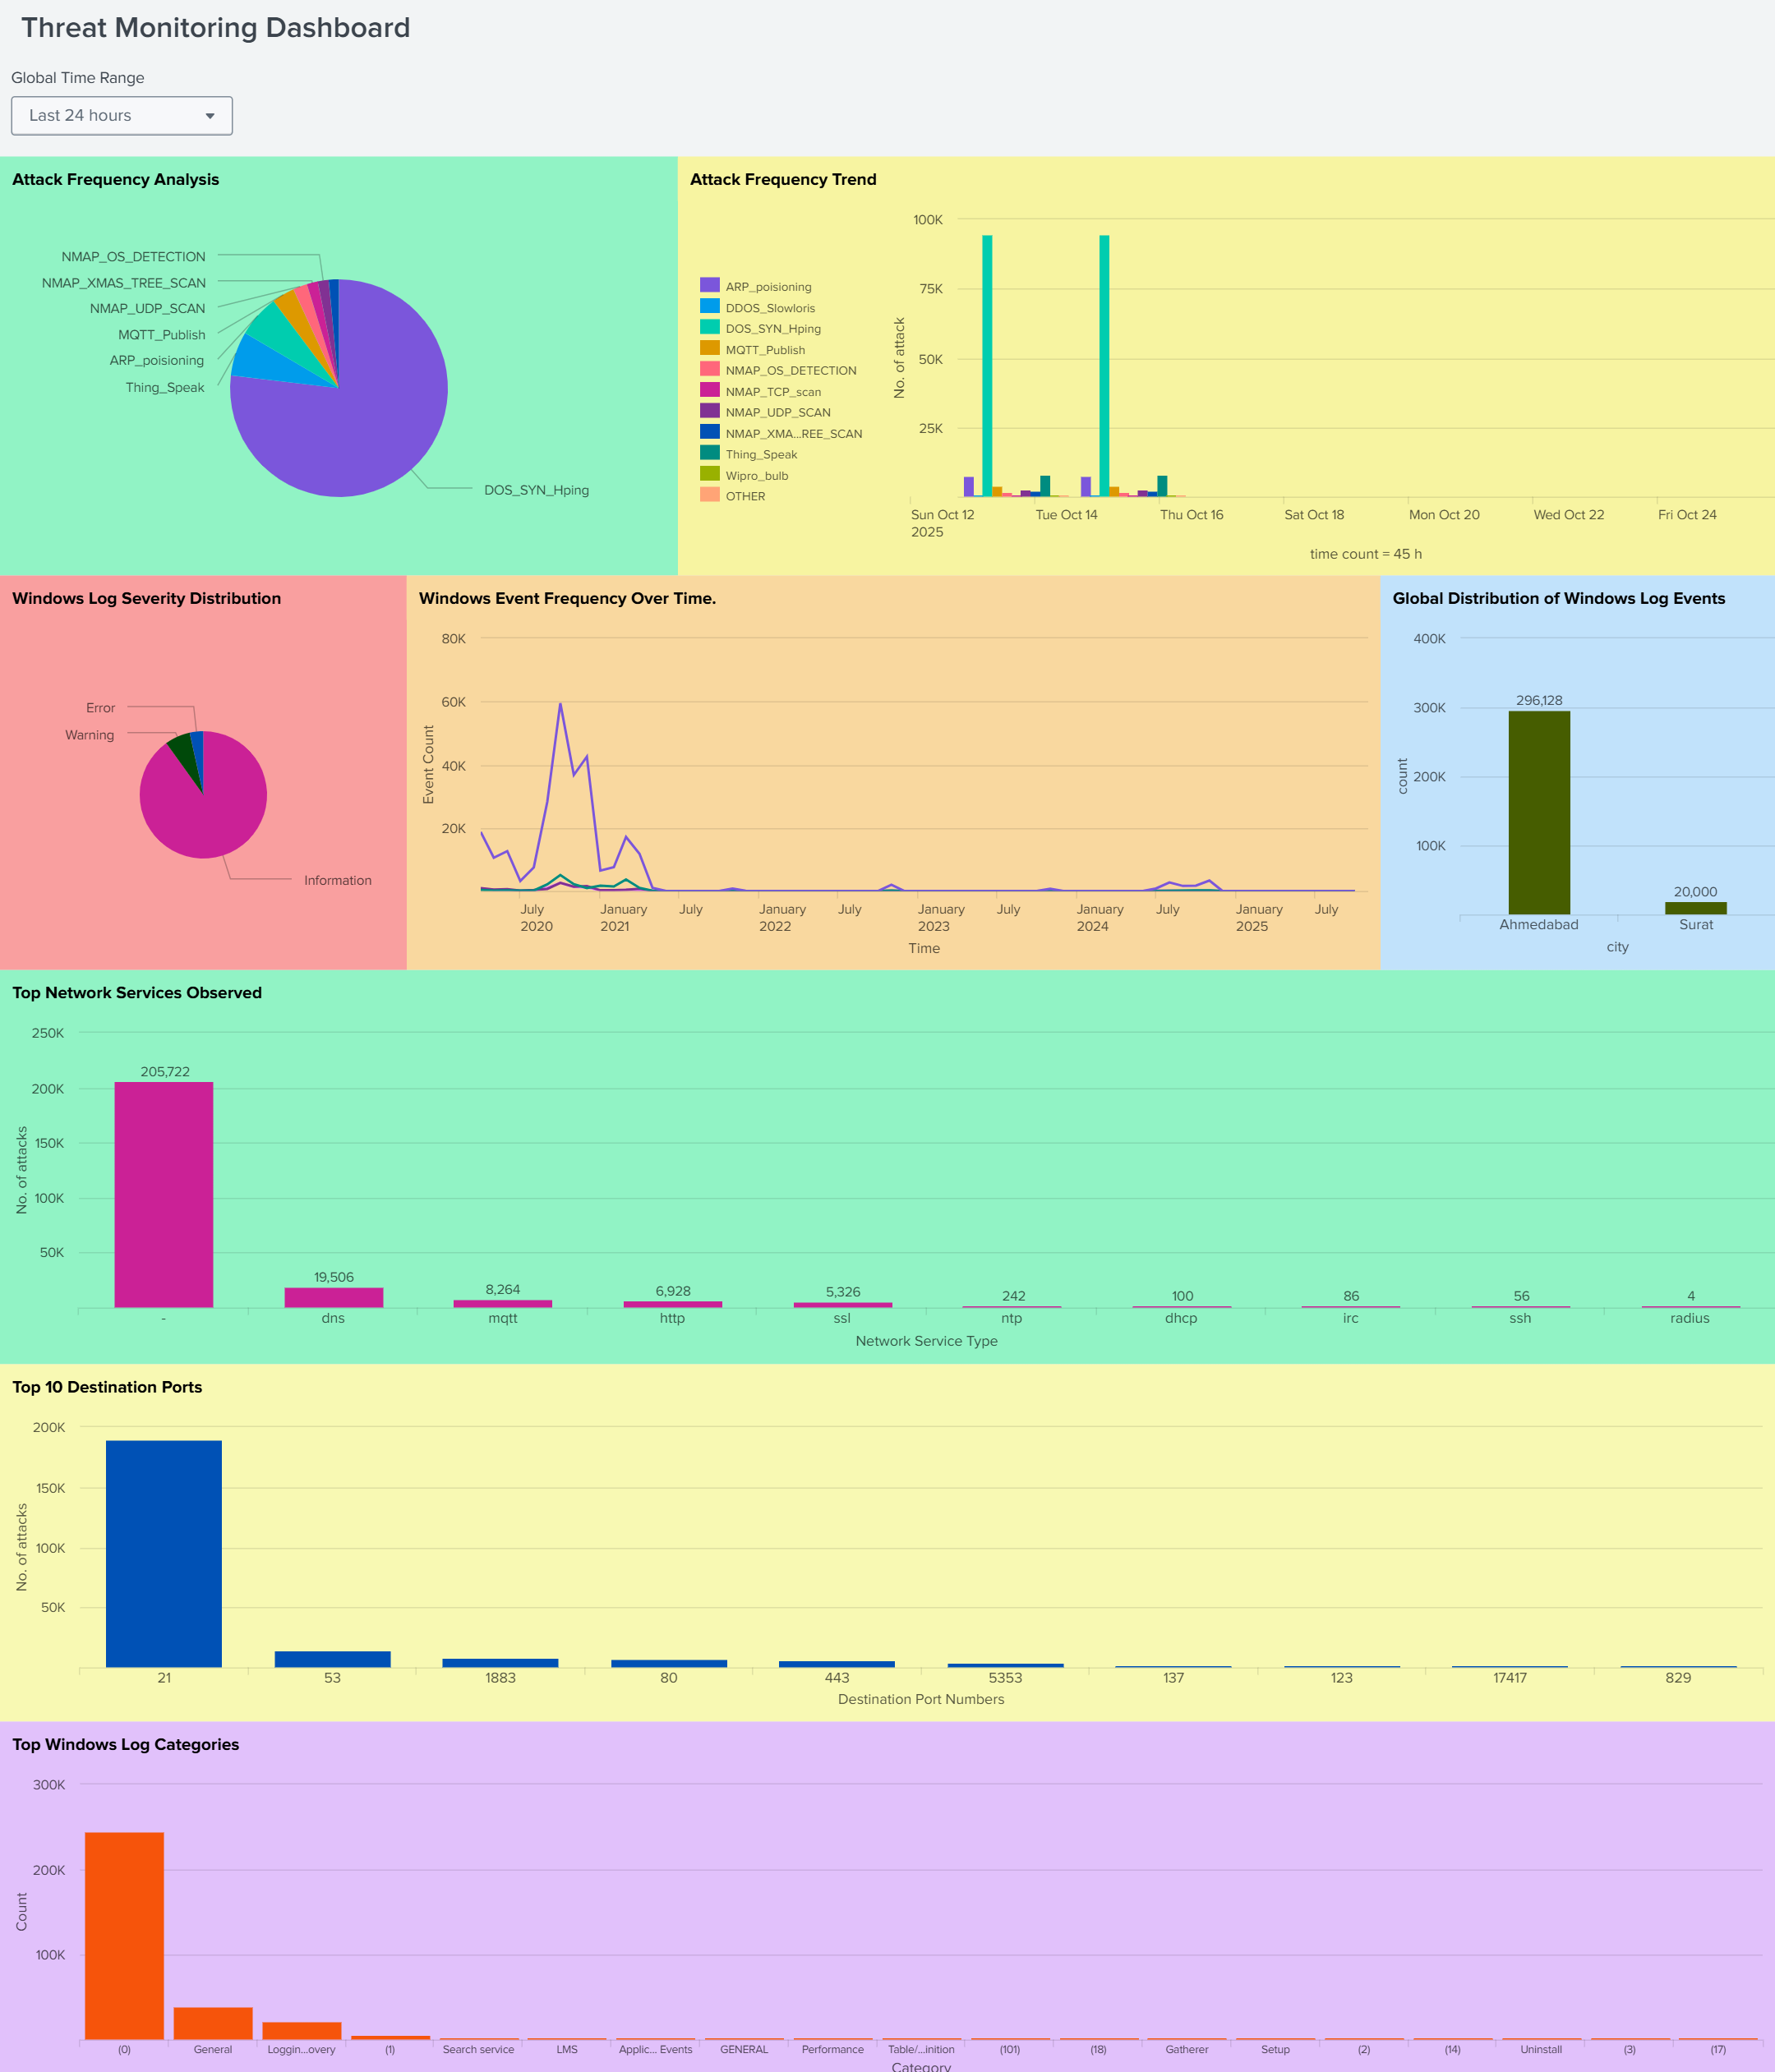 Threat Monitoring Dashboard
Global Time Range
Last 24 hours
Attack Frequency Analysis
NMAP_OS_DETECTION
NMAP_XMAS_TREE_SCAN
NMAP_UDP_SCAN
MQTT_Publish
ARP_poisioning
Thing_Speak
DOS_SYN_Hping
Attack Frequency Trend
ARP_poisioning
DDOS_Slowloris
DOS_SYN_Hping
MQTT_Publish
NMAP_OS_DETECTION
NMAP_TCP_scan
NMAP_UDP_SCAN
NMAP_XMA...REE_SCAN
Thing_Speak
Wipro_bulb
OTHER
No. of attack
100K
75K
50K
25K
Sun Oct 12
2025
Tue Oct 14
Thu Oct 16
Sat Oct 18
Mon Oct 20
Wed Oct 22
Fri Oct 24
time count = 45 h
Windows Log Severity Distribution
Error
Warning
Information
Windows Event Frequency Over Time.
Event Count
80K
60K
40K
20K
July
2020
January
2021
July
January
2022
July
January
2023
July
January
2024
July
January
2025
July
Time
Global Distribution of Windows Log Events
count
400K
300K
200K
100K
296,128
20,000
Ahmedabad
Surat
city
Top Network Services Observed
No. of attacks
250K
200K
150K
100K
50K
205,722
19,506
8,264
6,928
5,326
242
100
86
56
4
-
dns
mqtt
http
ssl
ntp
dhcp
irc
ssh
radius
Network Service Type
Top 10 Destination Ports
No. of attacks
200K
150K
100K
50K
21
53
1883
80
443
5353
137
123
17417
829
Destination Port Numbers
Top Windows Log Categories
Count
300K
200K
100K
(0)
General
Loggin...overy
(1)
Search service
LMS
Applic... Events
GENERAL
Performance
Table/...inition
(101)
(18)
Gatherer
Setup
(2)
(14)
Uninstall
(3)
(17)
Category